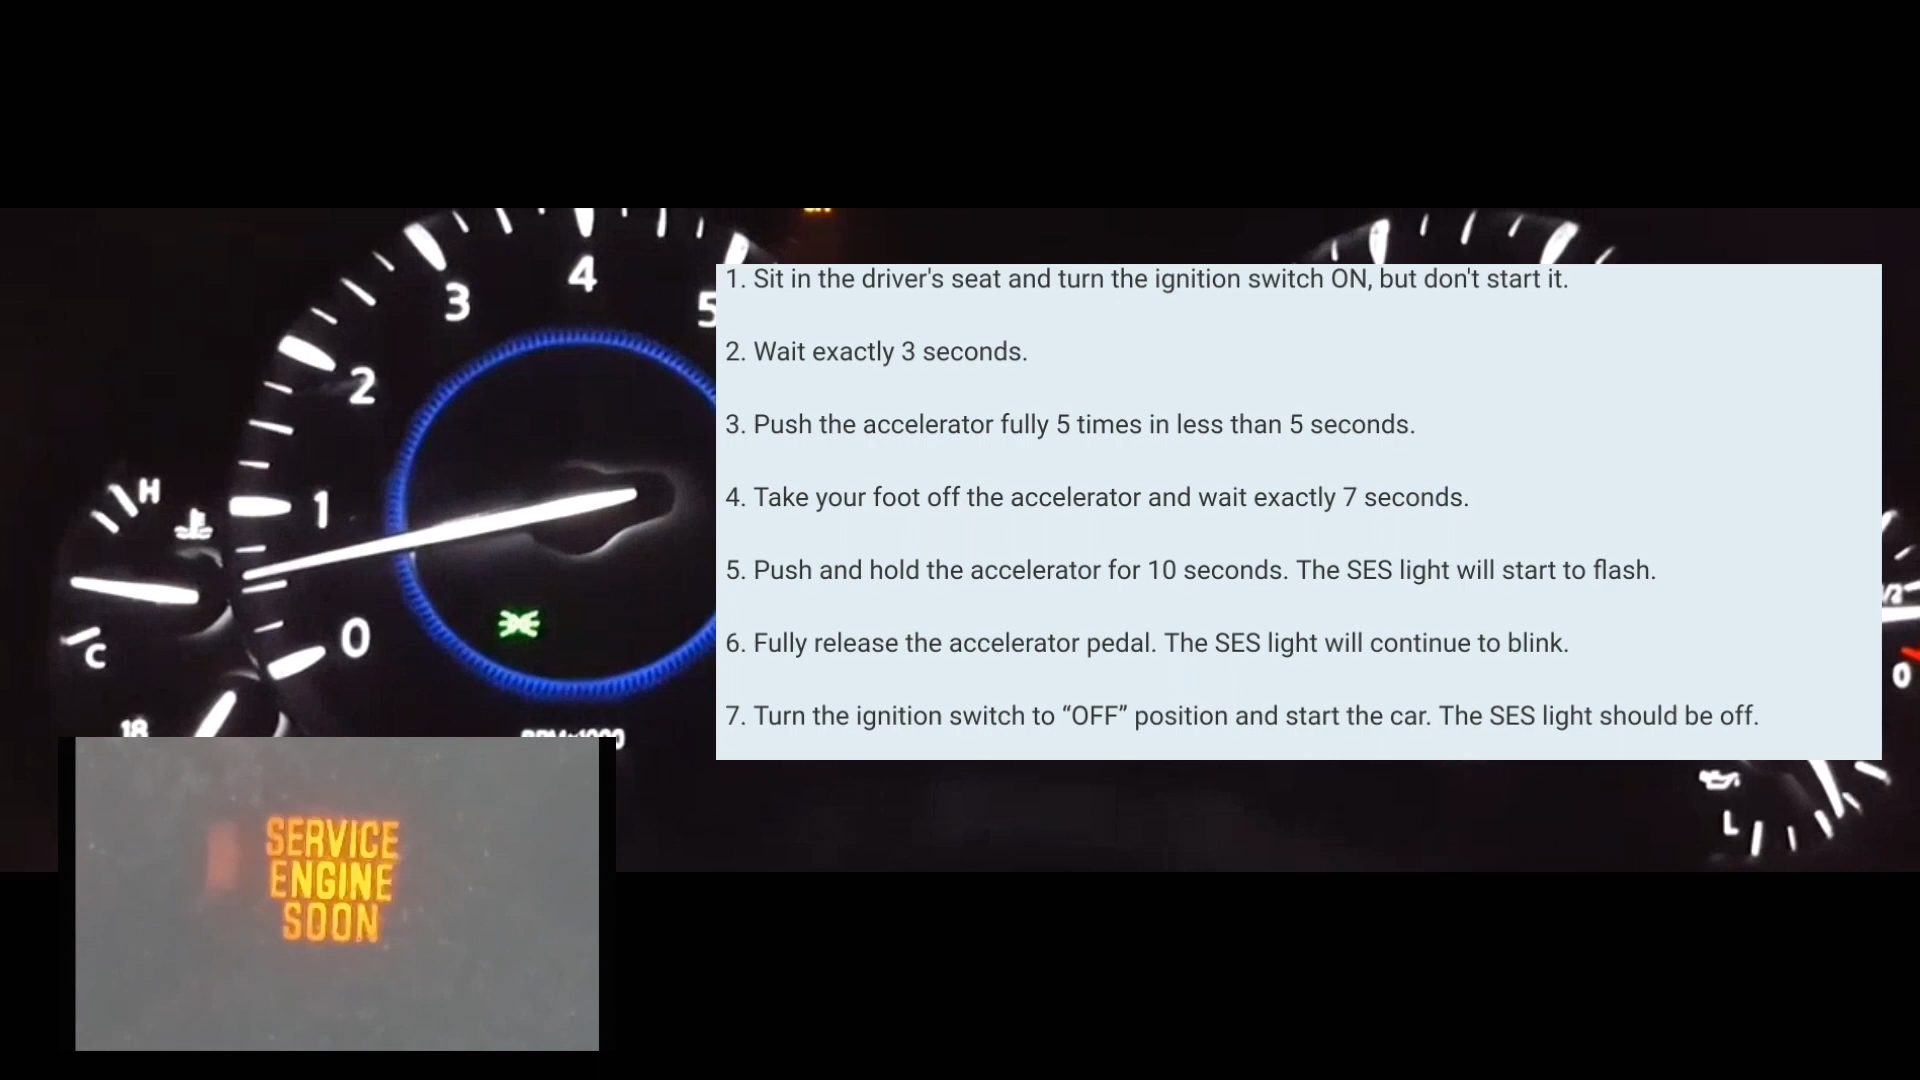 4
3
5
2
1
H
0
C
18
1/2
0
L
1. Sit in the driver's seat and turn the ignition switch ON, but don't start it.
2. Wait exactly 3 seconds.
3. Push the accelerator fully 5 times in less than 5 seconds.
4. Take your foot off the accelerator and wait exactly 7 seconds.
5. Push and hold the accelerator for 10 seconds. The SES light will start to flash.
6. Fully release the accelerator pedal. The SES light will continue to blink.
7. Turn the ignition switch to “OFF” position and start the car. The SES light should be off.
SERVICE
ENGINE
SOON